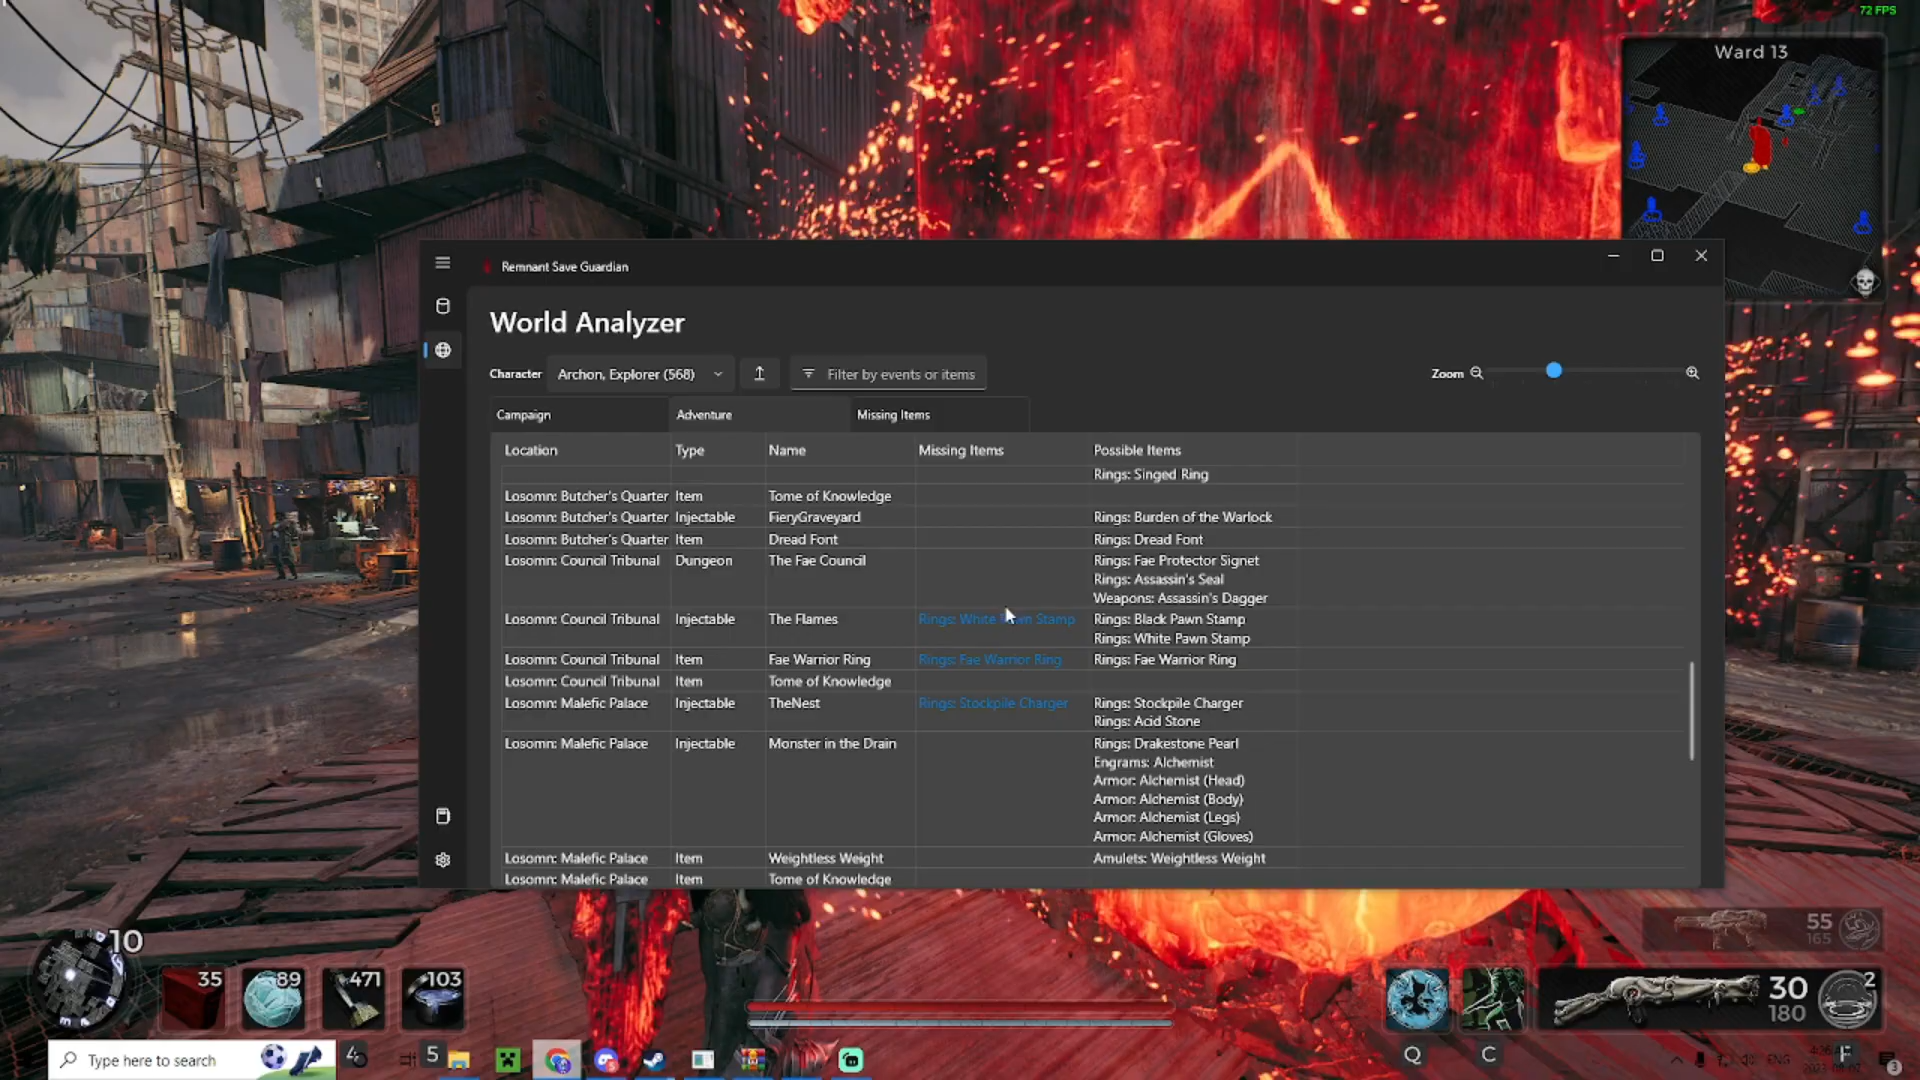 72 FPS
Ward 13
Remnant Save Guardian
World Analyzer
Character Archon, Explorer (568) Filter by events or items Zoom
Campaign Adventure Missing Items
Location Type Name Missing Items Possible Items
Rings: Singed Ring
Losomn: Butcher's Quarter Item Tome of Knowledge
Losomn: Butcher's Quarter Injectable FieryGraveyard Rings: Burden of the Warlock
Losomn: Butcher's Quarter Item Dread Font Rings: Dread Font
Losomn: Council Tribunal Dungeon The Fae Council Rings: Fae Protector Signet
Rings: Assassin's Seal
Weapons: Assassin's Dagger
Losomn: Council Tribunal Injectable The Flames Rings: White Pawn Stamp Rings: Black Pawn Stamp
Rings: White Pawn Stamp
Losomn: Council Tribunal Item Fae Warrior Ring Rings: Fae Warrior Ring Rings: Fae Warrior Ring
Losomn: Council Tribunal Item Tome of Knowledge
Losomn: Malefic Palace Injectable TheNest Rings: Stockpile Charger Rings: Stockpile Charger
Rings: Acid Stone
Losomn: Malefic Palace Injectable Monster in the Drain Rings: Drakestone Pearl
Engrams: Alchemist
Armor: Alchemist (Head)
Armor: Alchemist (Body)
Armor: Alchemist (Legs)
Armor: Alchemist (Gloves)
Losomn: Malefic Palace Item Weightless Weight Amulets: Weightless Weight
Losomn: Malefic Palace Item Tome of Knowledge
10 35 89 471 103
55
165
30
180
2
Q C F
Type here to search
5
ENG
3